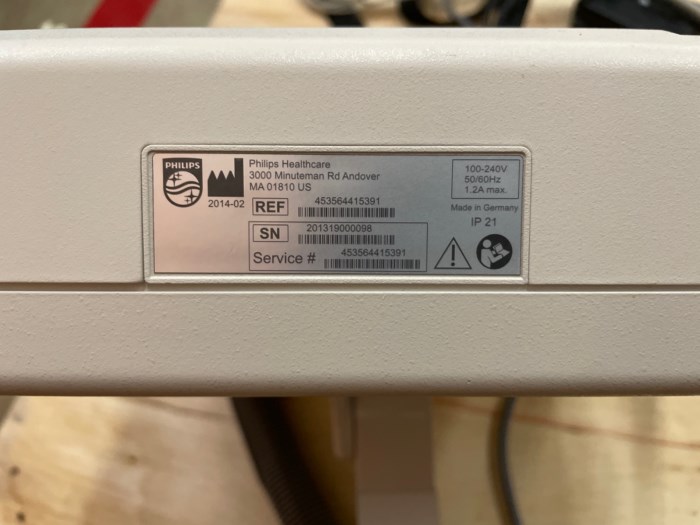 PHILIPS
2014-02
Philips Healthcare
3000 Minuteman Rd Andover
MA 01810 US
REF 453564415391
SN 201319000098
Service # 453564415391
100-240V
50/60Hz
1.2A max.
Made in Germany
IP 21